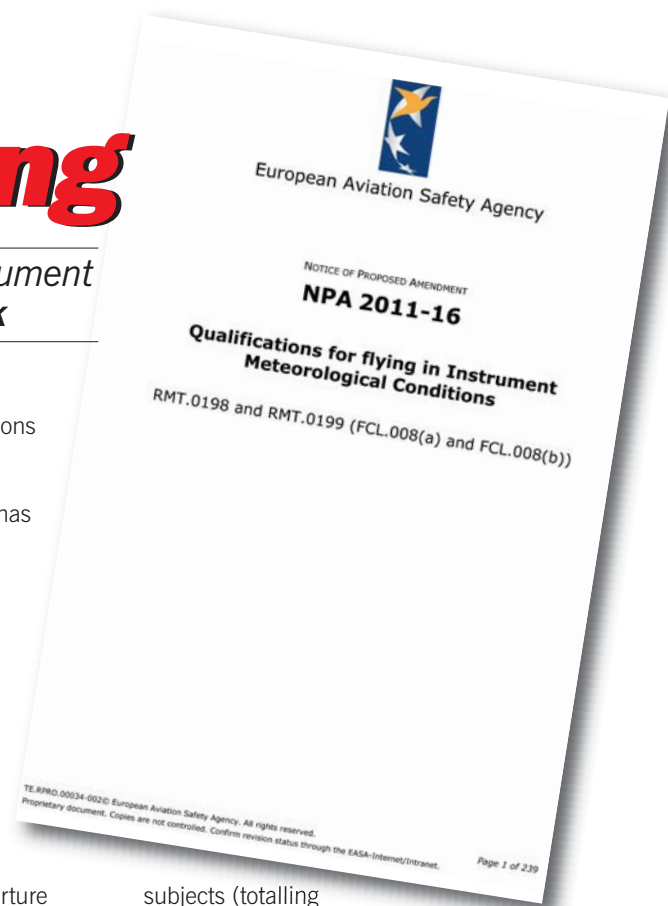 ng
ument
k
ons
has
rture
subjects (totalling
European Aviation Safety Agency
NOTICE OF PROPOSED AMENDMENT
NPA 2011-16
Qualifications for flying in Instrument
Meteorological Conditions
RMT.0198 and RMT.0199 (FCL.008(a) and FCL.008(b))
TE.RPRO.00034-002© European Aviation Safety Agency. All rights reserved.
Proprietary document. Copies are not controlled. Confirm revision status through the EASA-Internet/Intranet.
Page 1 of 239